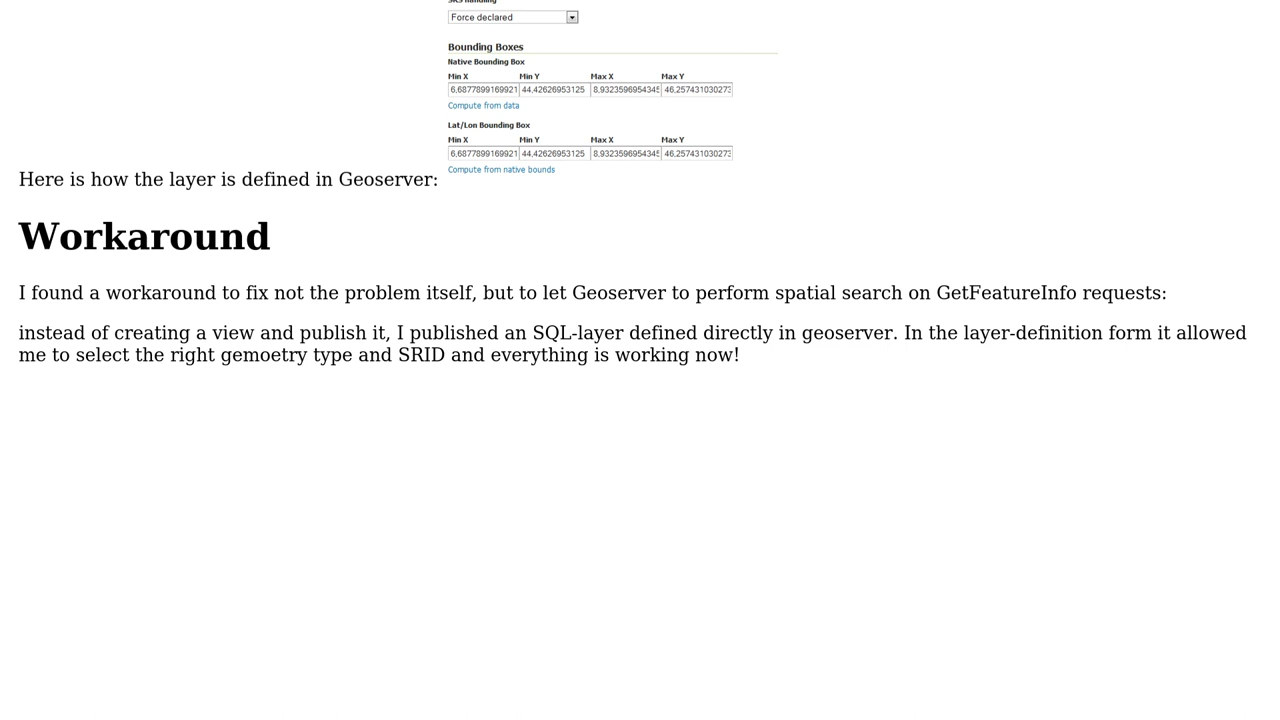 SRS handling
Force declared
Bounding Boxes
Native Bounding Box
Min X Min Y Max X Max Y
6,6877899169921 44,42626953125 8,932359695434 46,257431030273
Compute from data
Lat/Lon Bounding Box
Min X Min Y Max X Max Y
6,6877899169921 44,42626953125 8,932359695434 46,257431030273
Compute from native bounds
Here is how the layer is defined in Geoserver:
Workaround
I found a workaround to fix not the problem itself, but to let Geoserver to perform spatial search on GetFeatureInfo requests:
instead of creating a view and publish it, I published an SQL-layer defined directly in geoserver. In the layer-definition form it allowed
me to select the right gemoetry type and SRID and everything is working now!